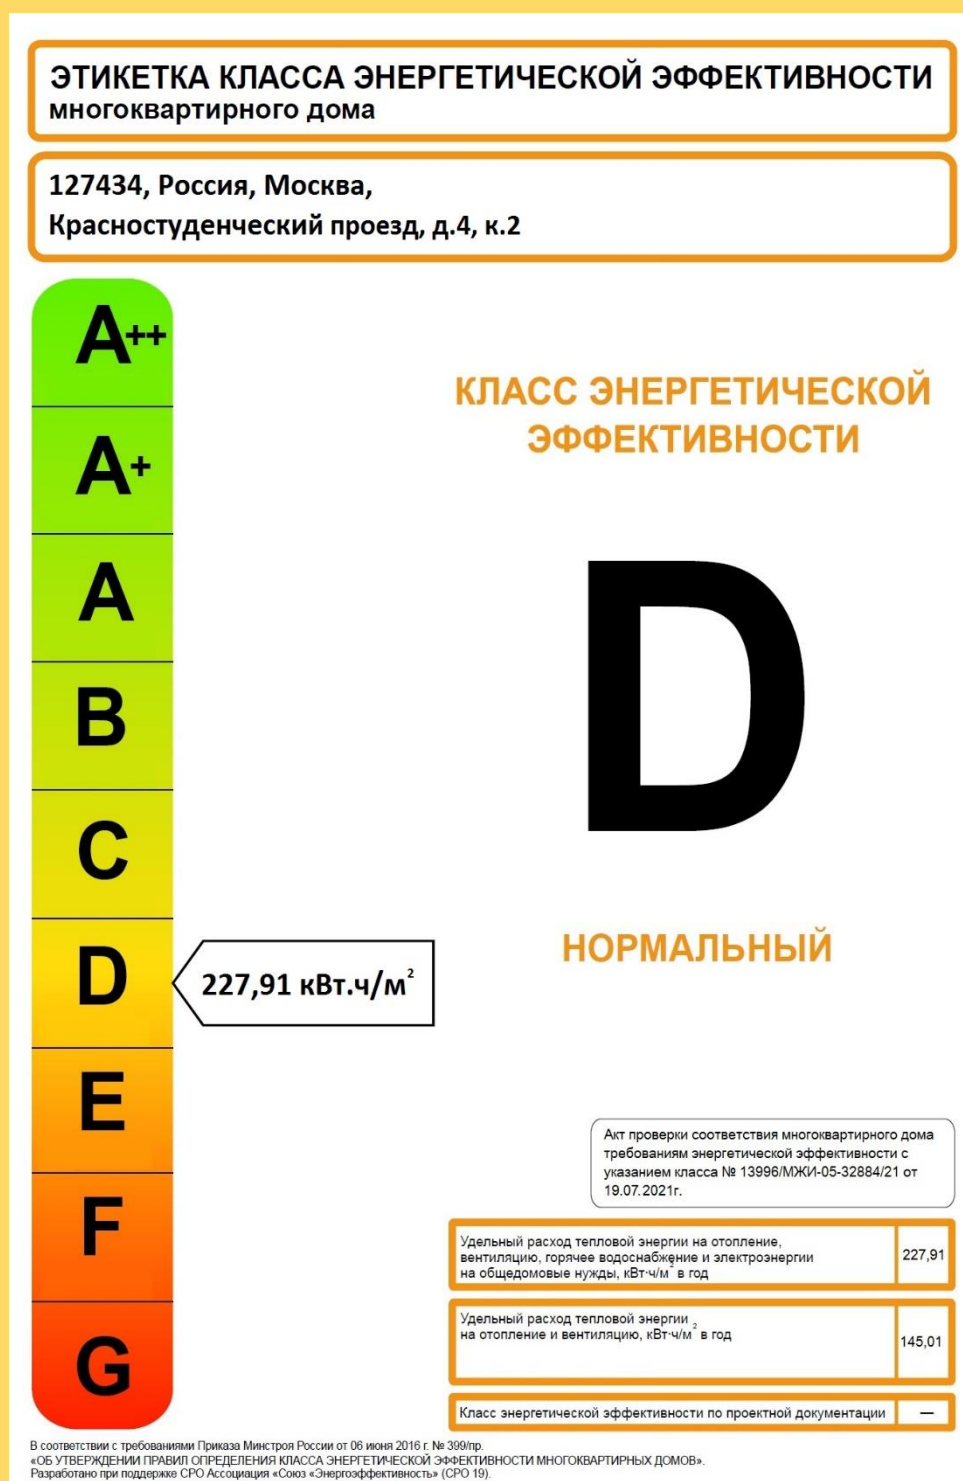 ЭТИКЕТКА КЛАССА ЭНЕРГЕТИЧЕСКОЙ ЭФФЕКТИВНОСТИ
многоквартирного дома
127434, Россия, Москва,
Красностуденческий проезд, д.4, к.2
A++
A+
A
B
C
D
E
F
G
КЛАСС ЭНЕРГЕТИЧЕСКОЙ
ЭФФЕКТИВНОСТИ
D
НОРМАЛЬНЫЙ
227,91 кВт.ч/м²
Акт проверки соответствия многоквартирного дома
требованиям энергетической эффективности с
указанием класса № 13996/МЖИ-05-32884/21 от
19.07.2021г.
Удельный расход тепловой энергии на отопление,
вентиляцию, горячее водоснабжение и электроэнергии
на общедомовые нужды, кВт·ч/м² в год
227,91
Удельный расход тепловой энергии
на отопление и вентиляцию, кВт·ч/м² в год
145,01
Класс энергетической эффективности по проектной документации —
В соответствии с требованиями Приказа Минстроя России от 06 июня 2016 г. № 399/пр.
«ОБ УТВЕРЖДЕНИИ ПРАВИЛ ОПРЕДЕЛЕНИЯ КЛАССА ЭНЕРГЕТИЧЕСКОЙ ЭФФЕКТИВНОСТИ МНОГОКВАРТИРНЫХ ДОМОВ».
Разработано при поддержке СРО Ассоциация «Союз «Энергоэффективность» (СРО 19).